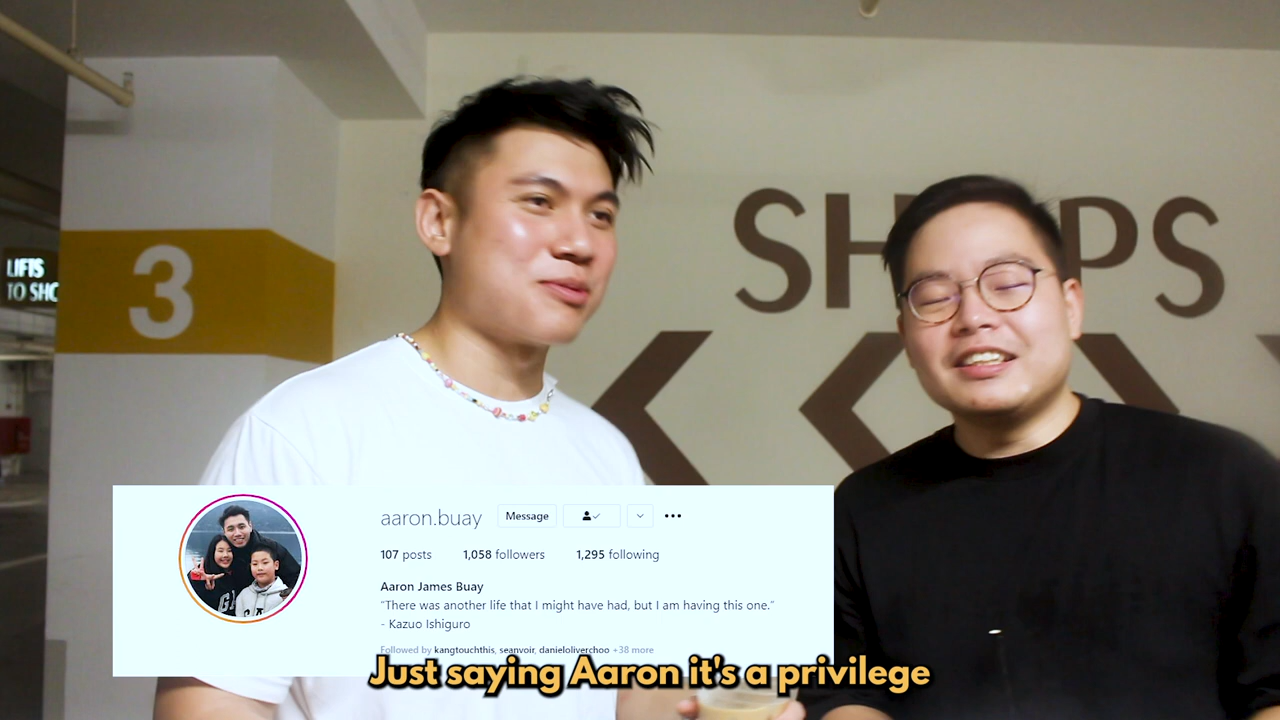 SHOPS
3
LIFTS
TO SHO
aaron.buay Message
107 posts 1,058 followers 1,295 following
Aaron James Buay
"There was another life that I might have had, but I am having this one."
- Kazuo Ishiguro
Followed by kangtouchthis, seanvoir, danieloliverchoo +38 more
Just saying Aaron it's a privilege